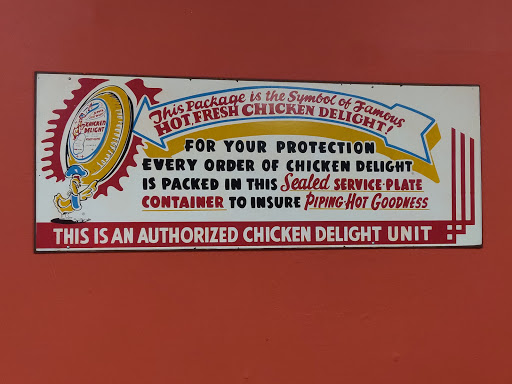 This Package is the Symbol of Famous
HOT, FRESH CHICKEN DELIGHT!
CHICKEN
DELIGHT
FOR YOUR PROTECTION
EVERY ORDER OF CHICKEN DELIGHT
IS PACKED IN THIS Sealed SERVICE-PLATE
CONTAINER TO INSURE PIPING-HOT GOODNESS
THIS IS AN AUTHORIZED CHICKEN DELIGHT UNIT